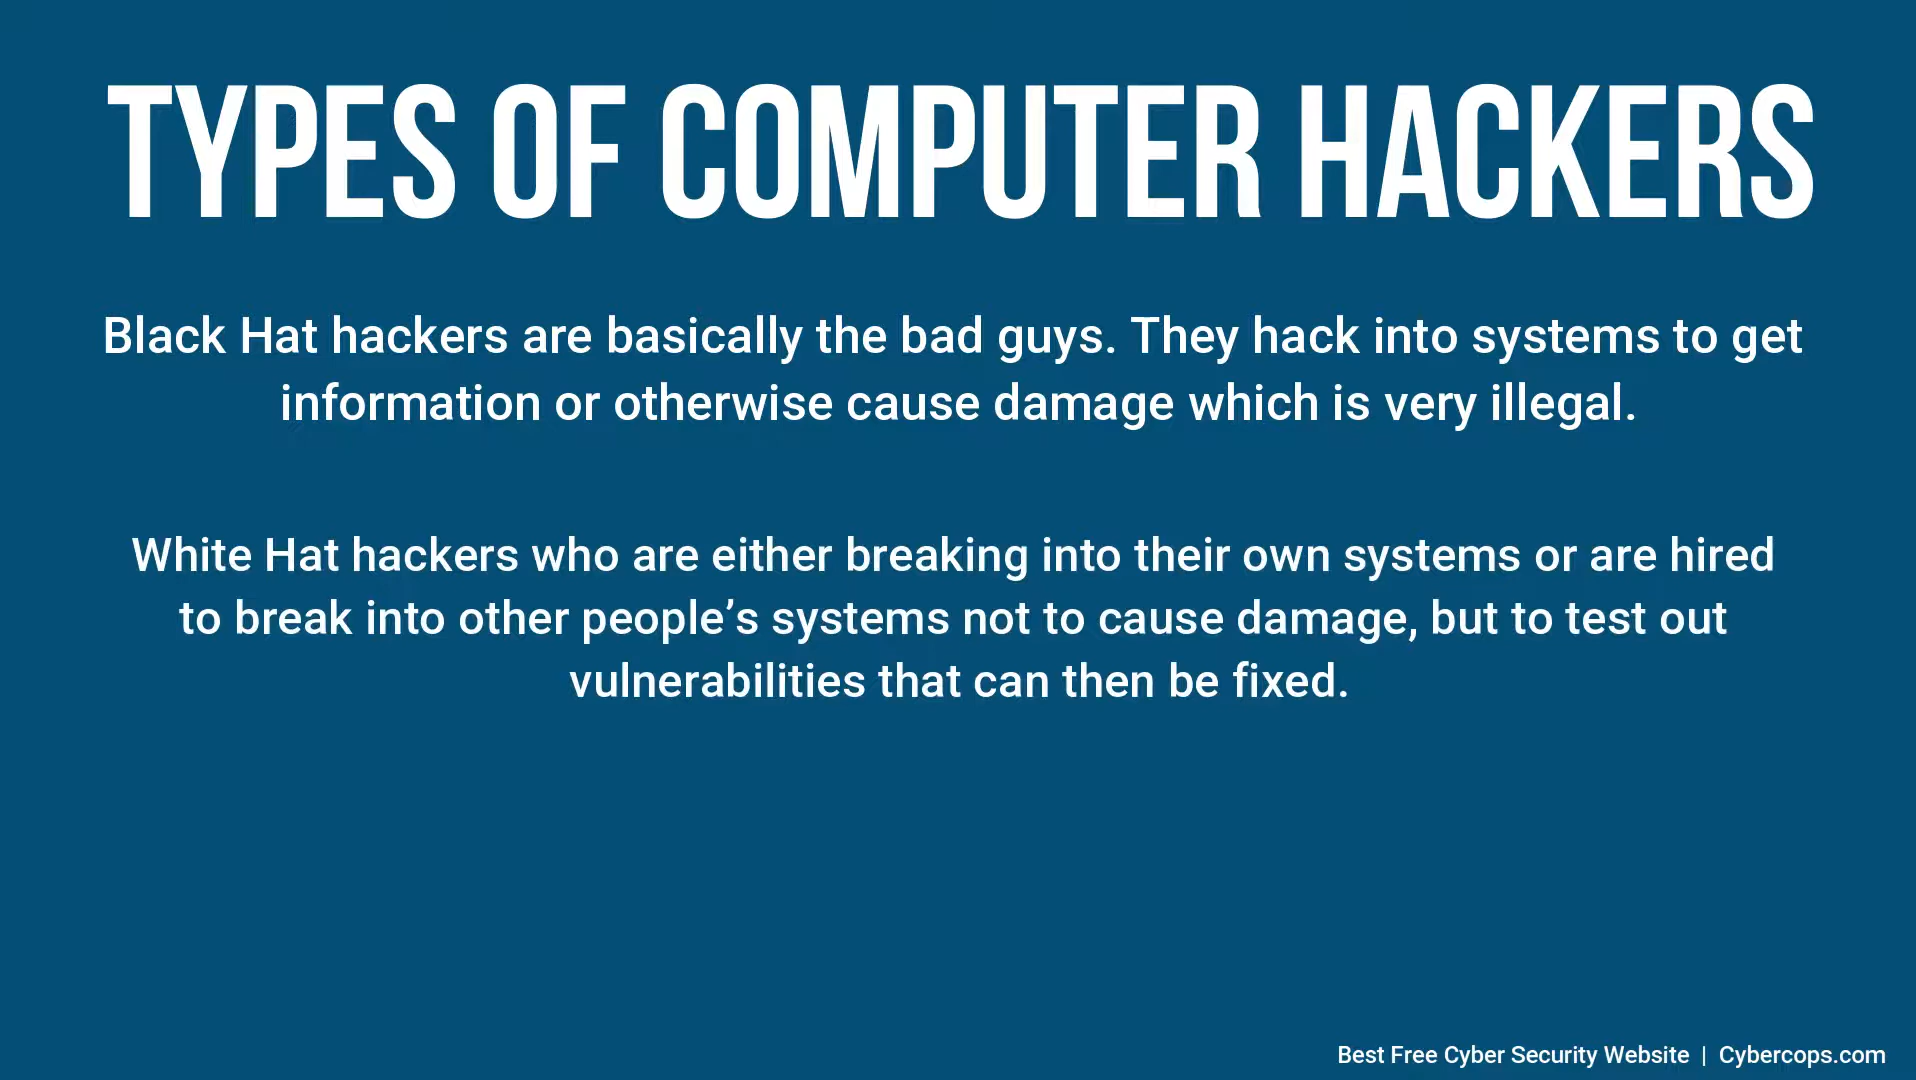 TYPES OF COMPUTER HACKERS
Black Hat hackers are basically the bad guys. They hack into systems to get
information or otherwise cause damage which is very illegal.
White Hat hackers who are either breaking into their own systems or are hired
to break into other people’s systems not to cause damage, but to test out
vulnerabilities that can then be fixed.
Best Free Cyber Security Website | Cybercops.com